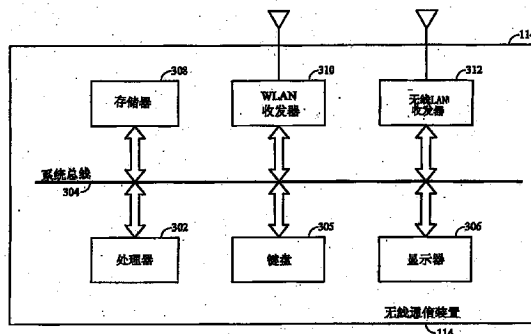 114
308
存储器
310
WLAN
收发器
312
无线LAN
收发器
系统总线
304
302
处理器
305
键盘
306
显示器
无线通信装置
114